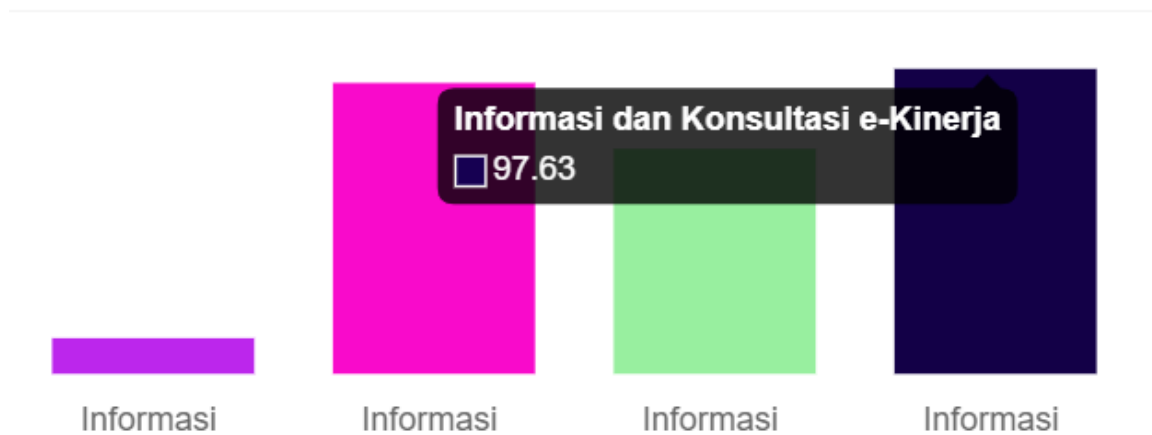 Informasi dan Konsultasi e-Kinerja
97.63
Informasi Informasi Informasi Informasi